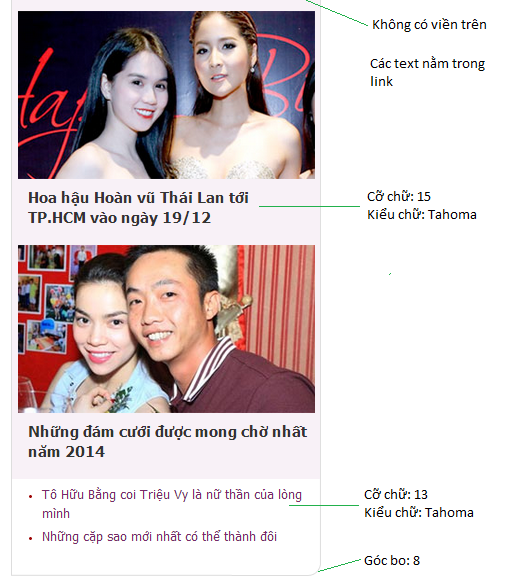 Happy Bi
Không có viền trên
Các text nằm trong
link
Hoa hậu Hoàn vũ Thái Lan tới
TP.HCM vào ngày 19/12
Cỡ chữ: 15
Kiểu chữ: Tahoma
Những đám cưới được mong chờ nhất
năm 2014
• Tô Hữu Bằng coi Triệu Vy là nữ thần của lòng
mình
• Những cặp sao mới nhất có thể thành đôi
Cỡ chữ: 13
Kiểu chữ: Tahoma
Góc bo: 8